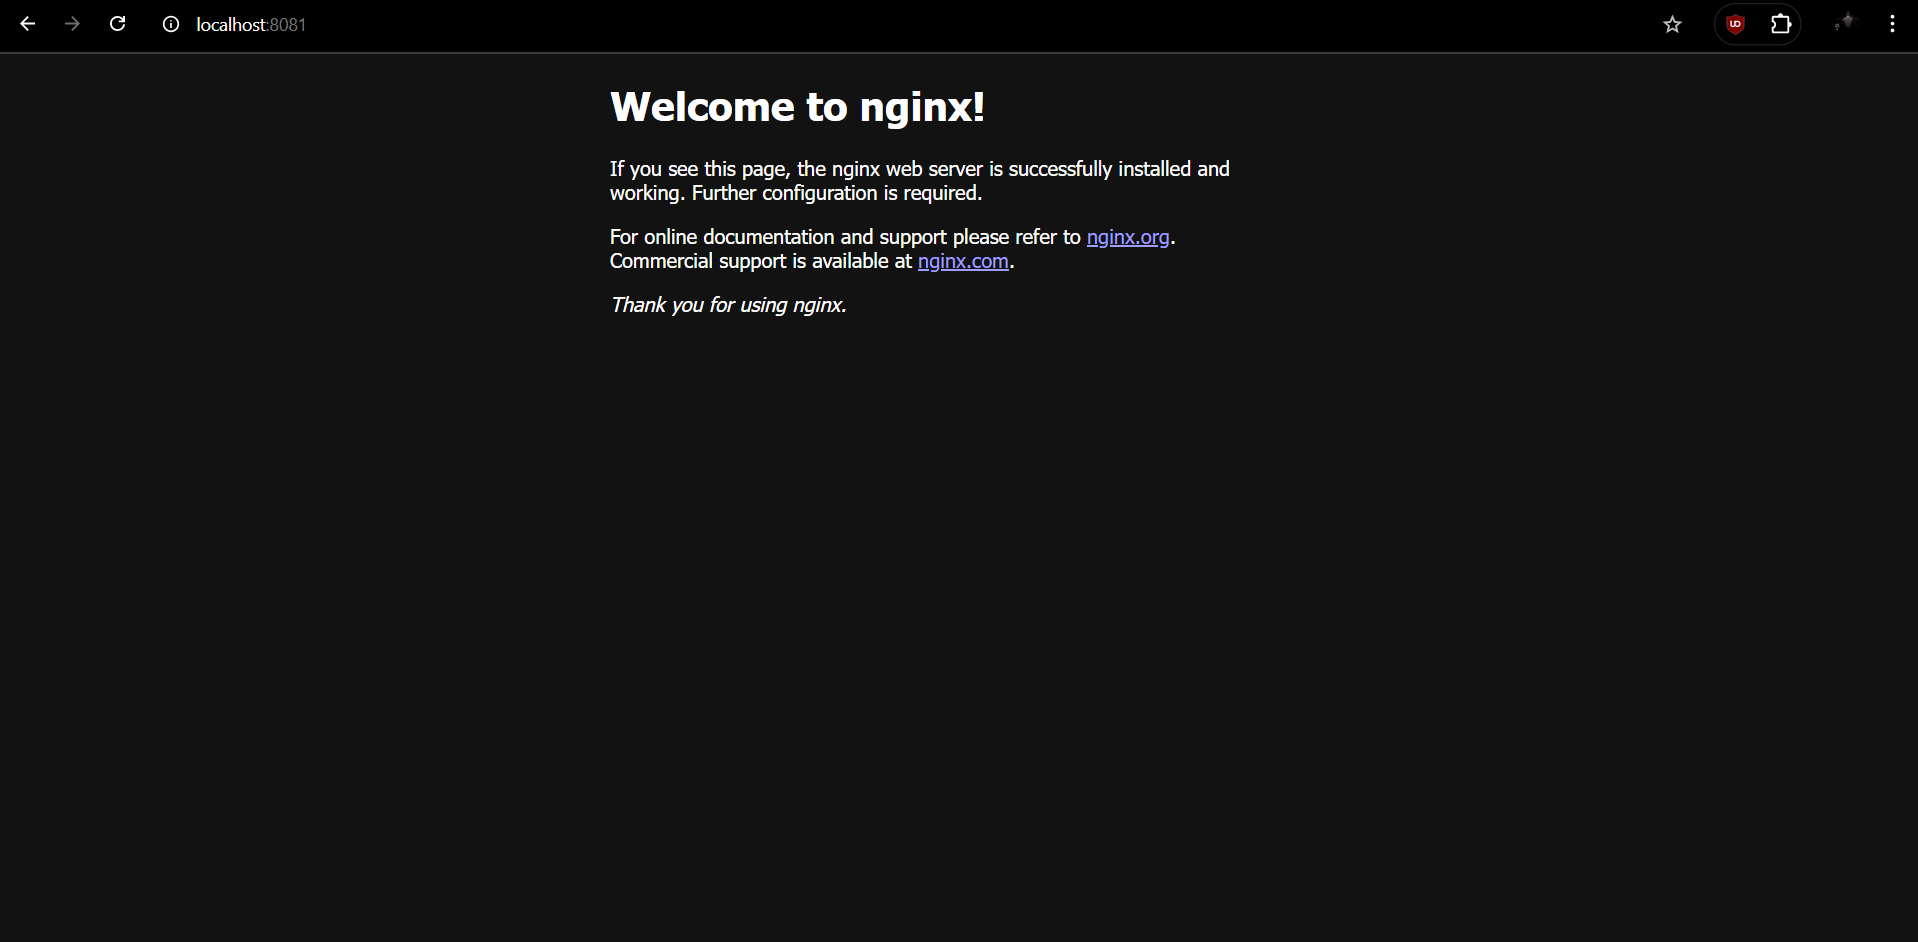 localhost:8081
Welcome to nginx!
If you see this page, the nginx web server is successfully installed and
working. Further configuration is required.
For online documentation and support please refer to nginx.org.
Commercial support is available at nginx.com.
Thank you for using nginx.